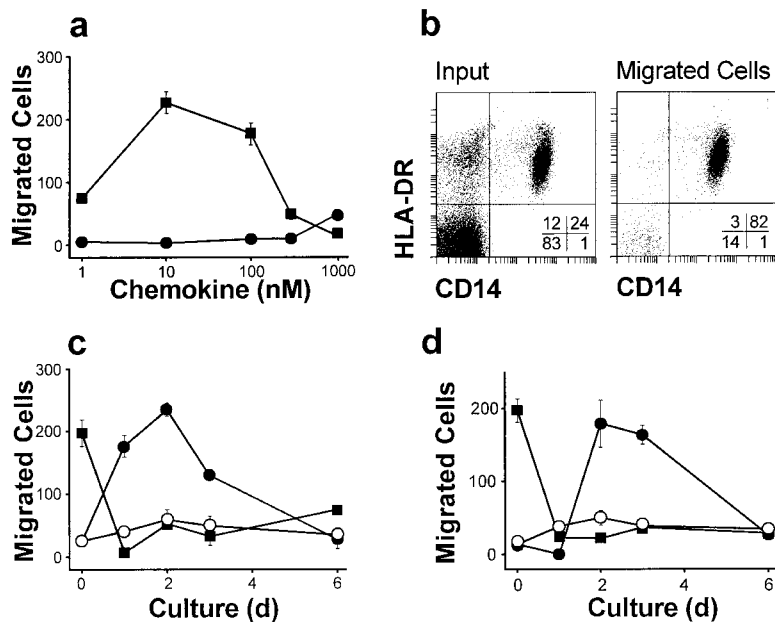 a
300
200
100
0
Migrated Cells
1 10 100 1000
Chemokine (nM)
b
Input
Migrated Cells
HLA-DR
12 24
83 1
3 82
14 1
CD14
CD14
c
300
200
100
0
Migrated Cells
0 2 4 6
Culture (d)
d
200
100
0
Migrated Cells
0 2 4 6
Culture (d)